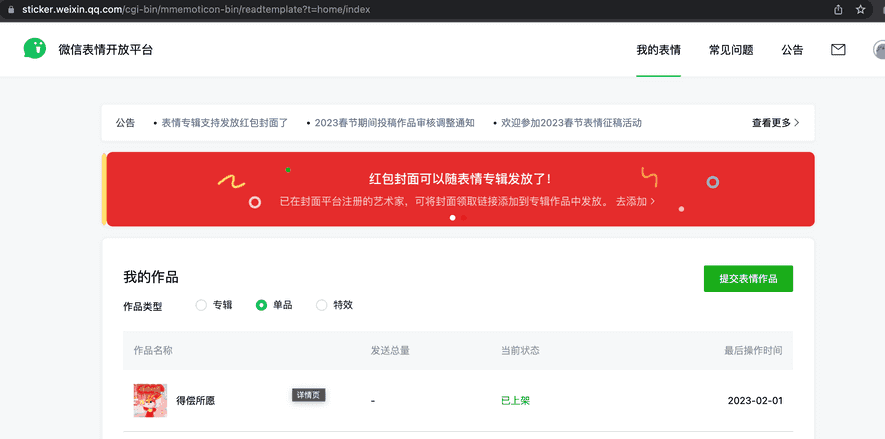 sticker.weixin.qq.com/cgi-bin/mmemoticon-bin/readtemplate?t=home/index
微信表情开放平台 我的表情 常见问题 公告
公告 • 表情专辑支持发放红包封面了 • 2023春节期间投稿作品审核调整通知 • 欢迎参加2023春节表情征稿活动 查看更多 >
红包封面可以随表情专辑发放了！
已在封面平台注册的艺术家，可将封面领取链接添加到专辑作品中发放。 去添加 >
我的作品 提交表情作品
作品类型 专辑 单品 特效
作品名称 发送总量 当前状态 最后操作时间
得偿所愿 详情页 - 已上架 2023-02-01